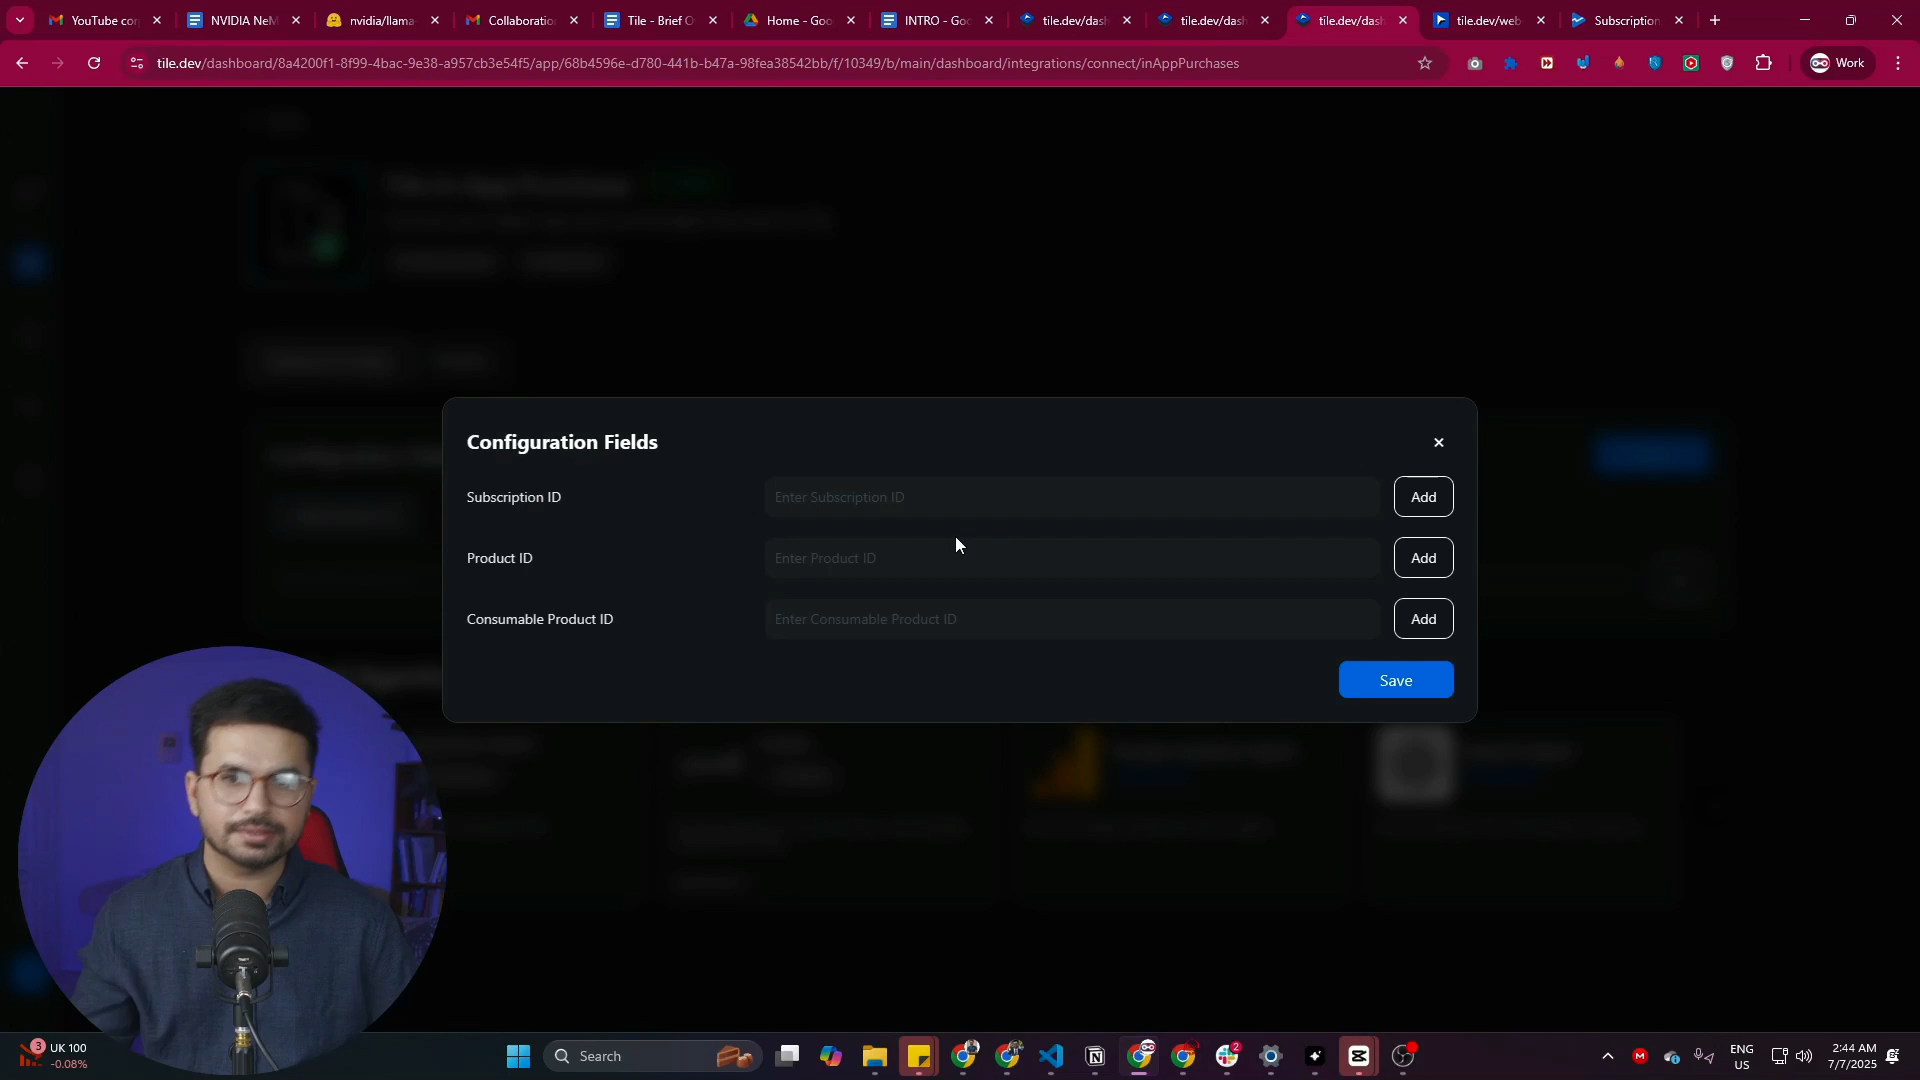 YouTube cor
NVIDIA NeM
nvidia/llama
Collaboratio
Tile - Brief O
Home - Goo
INTRO - Goo
tile.dev/dash
tile.dev/dash
tile.dev/dash
tile.dev/web
Subscription
tile.dev/dashboard/8a4200f1-8f99-4bac-9e38-a957cb3e54f5/app/68b4596e-d780-441b-b47a-98fea38542bb/f/10349/b/main/dashboard/integrations/connect/inAppPurchases
Work
Configuration Fields
Subscription ID
Enter Subscription ID
Add
Product ID
Enter Product ID
Add
Consumable Product ID
Enter Consumable Product ID
Add
Save
3
UK 100
-0.08%
Search
2
ENG
US
2:44 AM
7/7/2025